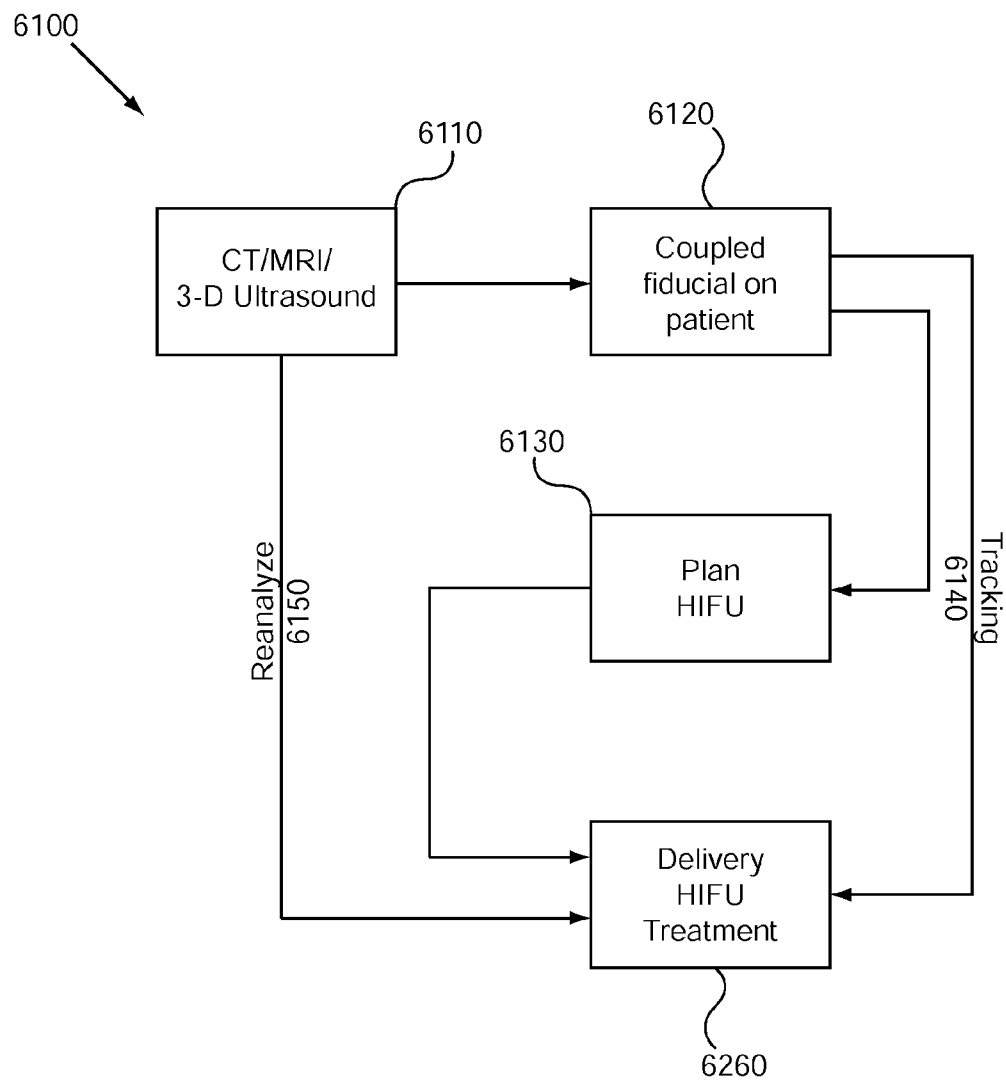 6100
6110
6120
CT/MRI/
3-D Ultrasound
Coupled
fiducial on
patient
6130
Plan
HIFU
Reanalyze
6150
Tracking
6140
Delivery
HIFU
Treatment
6260